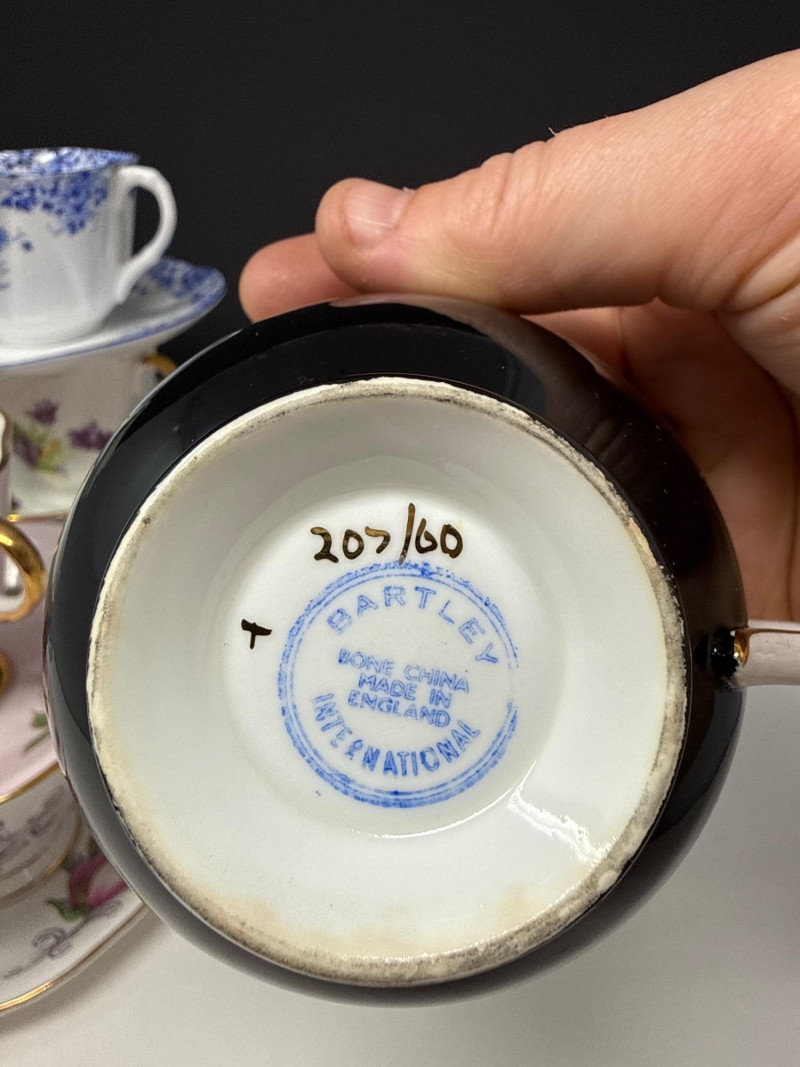 207/60
T
BARTLEY
BONE CHINA
MADE IN
ENGLAND
INTERNATIONAL